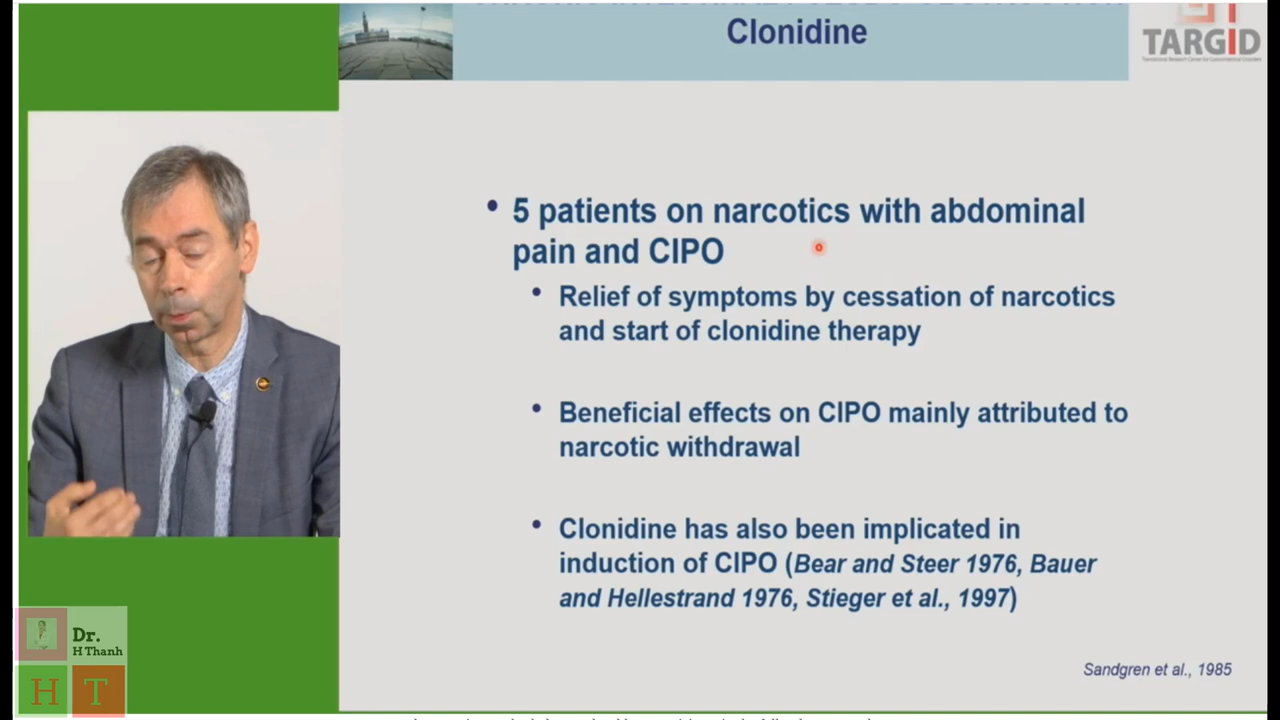 Clonidine
TARGID
• 5 patients on narcotics with abdominal
pain and CIPO
• Relief of symptoms by cessation of narcotics
and start of clonidine therapy
• Beneficial effects on CIPO mainly attributed to
narcotic withdrawal
• Clonidine has also been implicated in
induction of CIPO (Bear and Steer 1976, Bauer
and Hellestrand 1976, Stieger et al., 1997)
Sandgren et al., 1985
Dr.
H Thanh
H T